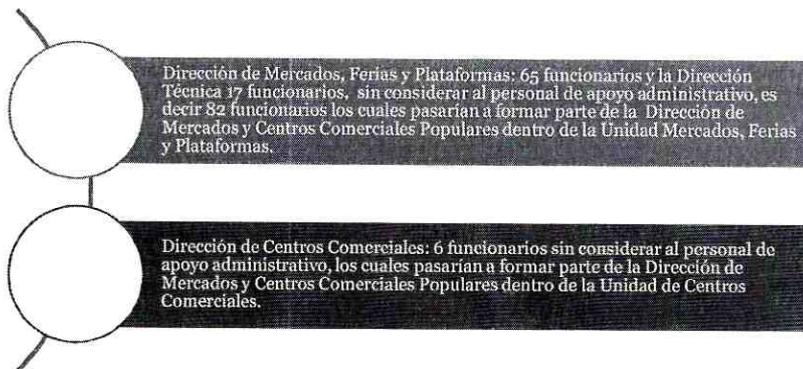 Dirección de Mercados, Ferias y Plataformas: 65 funcionarios y la Dirección
Técnica 17 funcionarios, sin considerar al personal de apoyo administrativo, es
decir 82 funcionarios los cuales pasarían a formar parte de la Dirección de
Mercados y Centros Comerciales Populares dentro de la Unidad Mercados, Ferias
y Plataformas.
Dirección de Centros Comerciales: 6 funcionarios sin considerar al personal de
apoyo administrativo, los cuales pasarían a formar parte de la Dirección de
Mercados y Centros Comerciales Populares dentro de la Unidad de Centros
Comerciales.